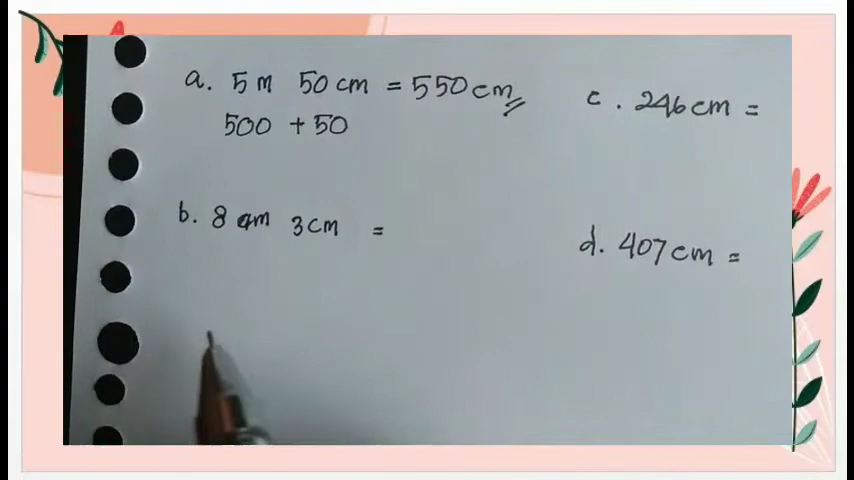 a. 5 m 50 cm = 550 cm
500 + 50
b. 8 m 3 cm =
c. 246 cm =
d. 407 cm =